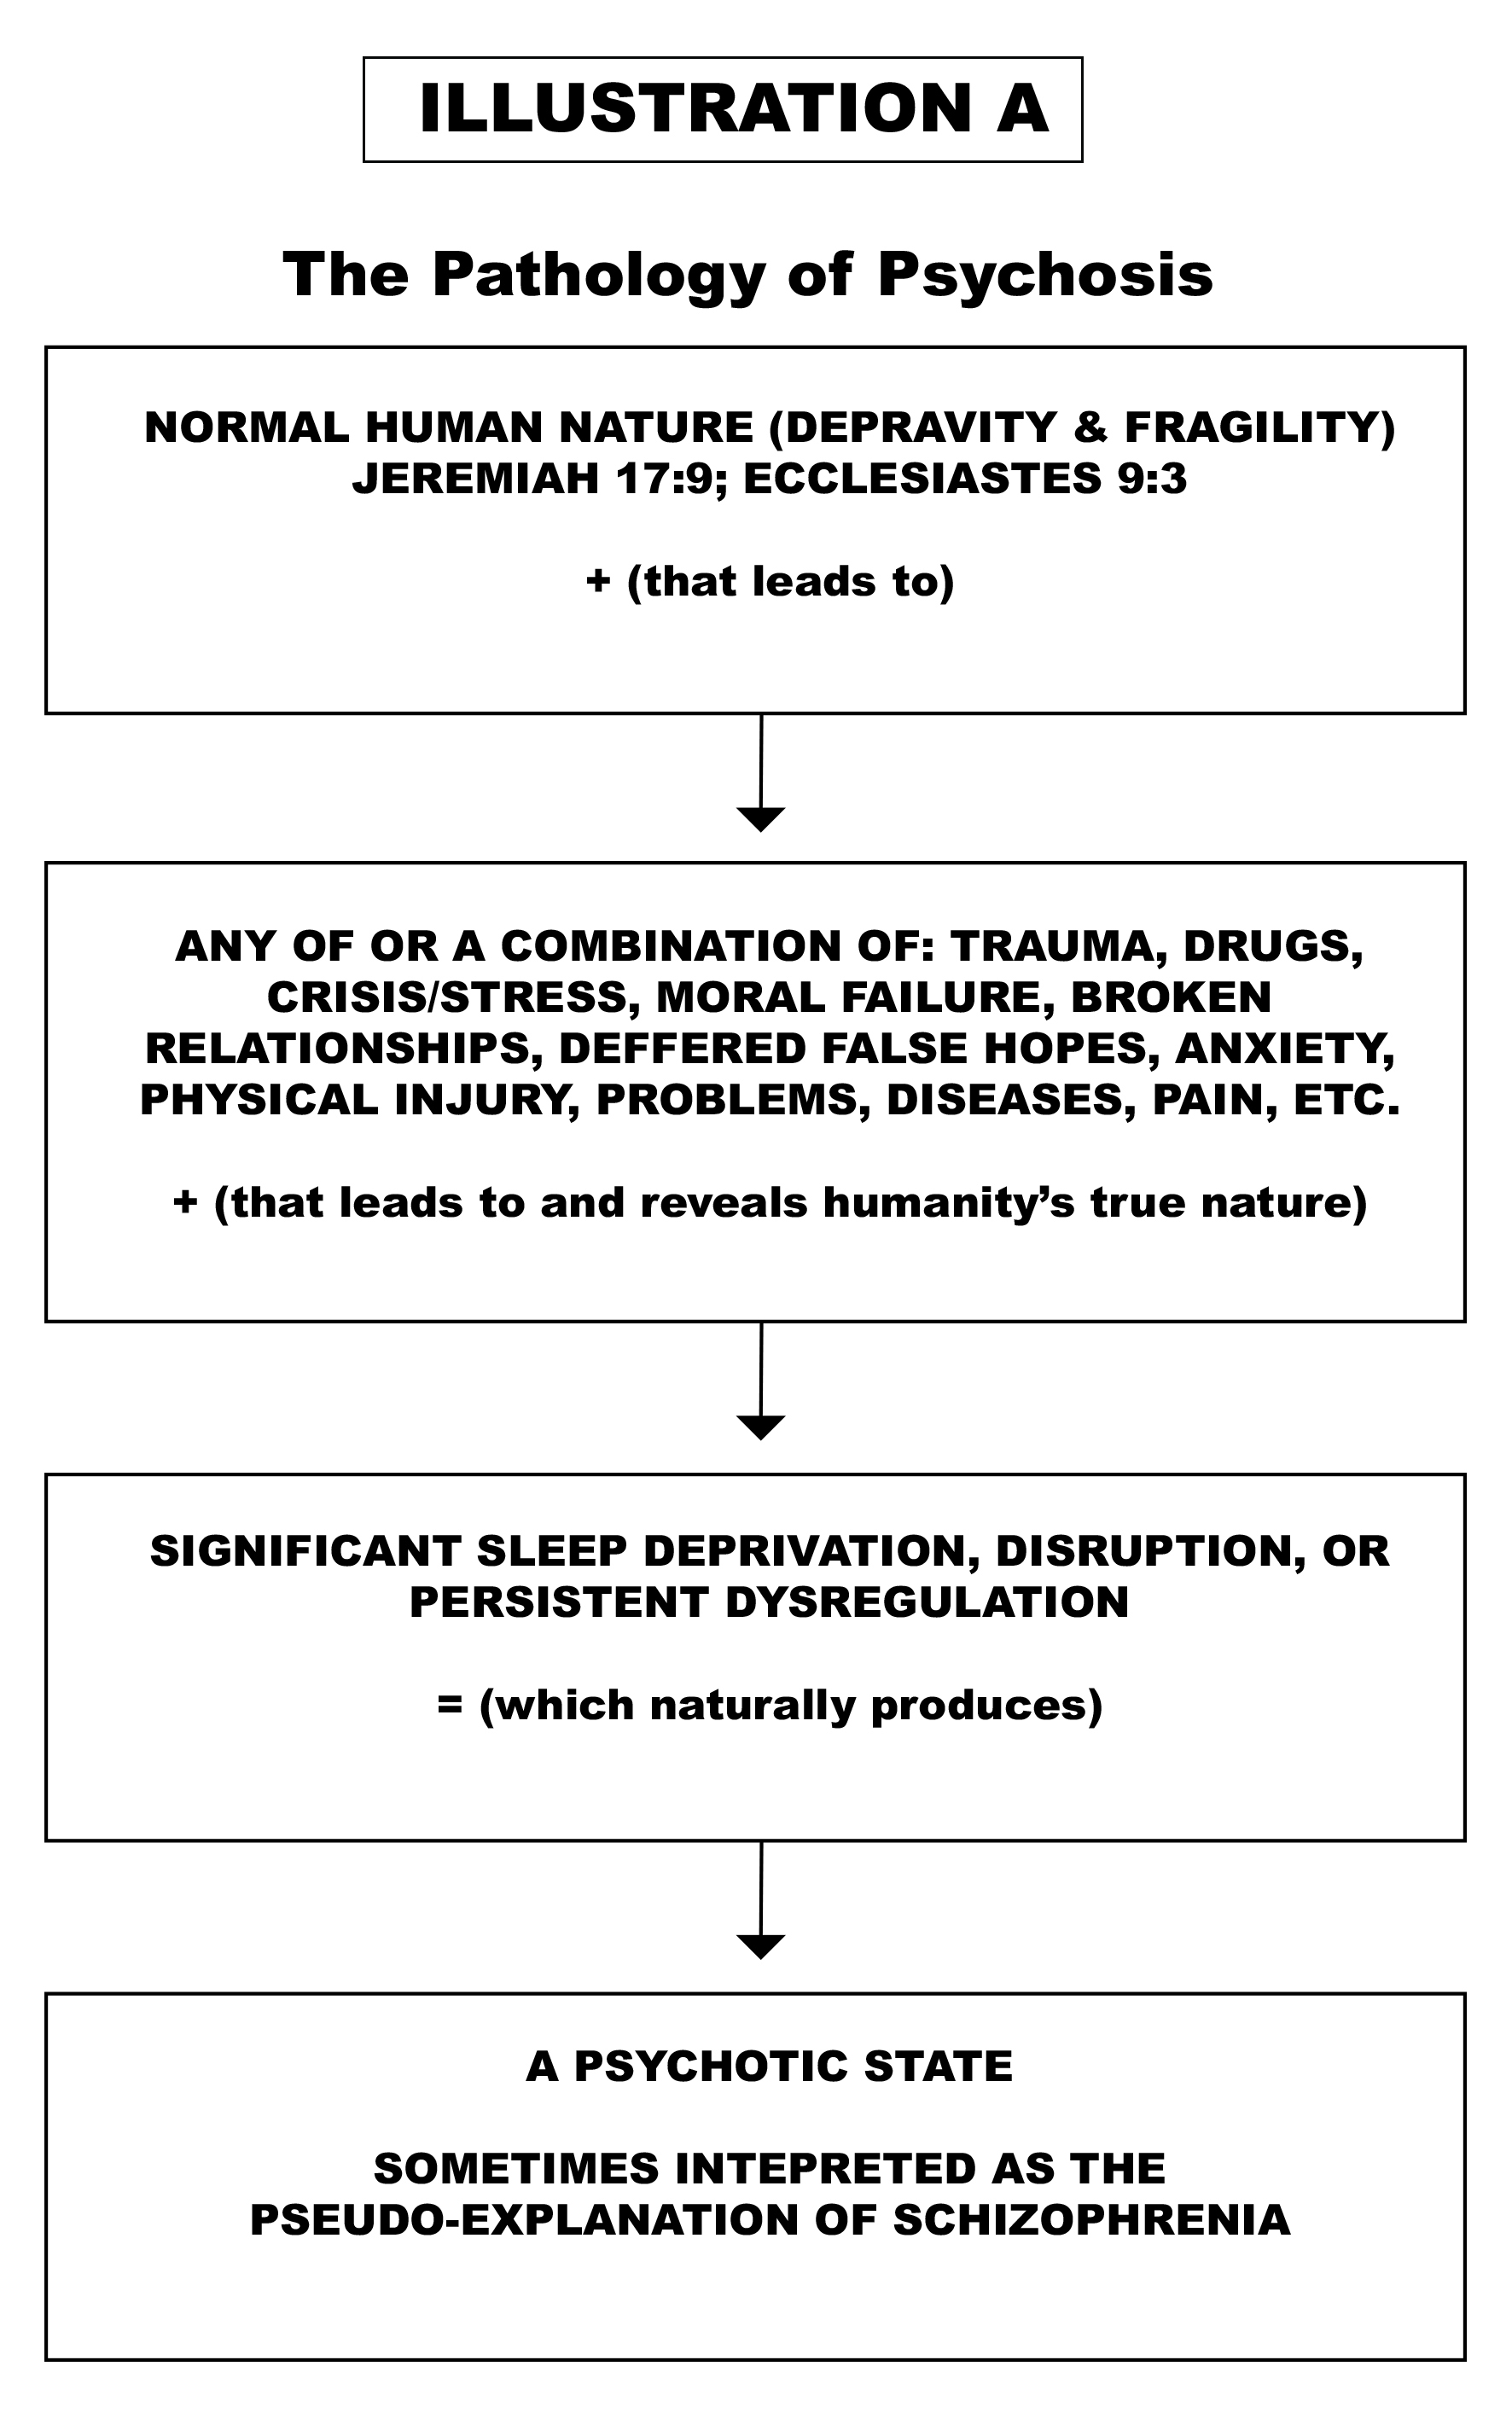 ILLUSTRATION A
The Pathology of Psychosis
NORMAL HUMAN NATURE (DEPRAVITY & FRAGILITY)
JEREMIAH 17:9; ECCLESIASTES 9:3
+ (that leads to)
ANY OF OR A COMBINATION OF: TRAUMA, DRUGS,
CRISIS/STRESS, MORAL FAILURE, BROKEN
RELATIONSHIPS, DEFFERED FALSE HOPES, ANXIETY,
PHYSICAL INJURY, PROBLEMS, DISEASES, PAIN, ETC.
+ (that leads to and reveals humanity’s true nature)
SIGNIFICANT SLEEP DEPRIVATION, DISRUPTION, OR
PERSISTENT DYSREGULATION
= (which naturally produces)
A PSYCHOTIC STATE
SOMETIMES INTEPRETED AS THE
PSEUDO-EXPLANATION OF SCHIZOPHRENIA